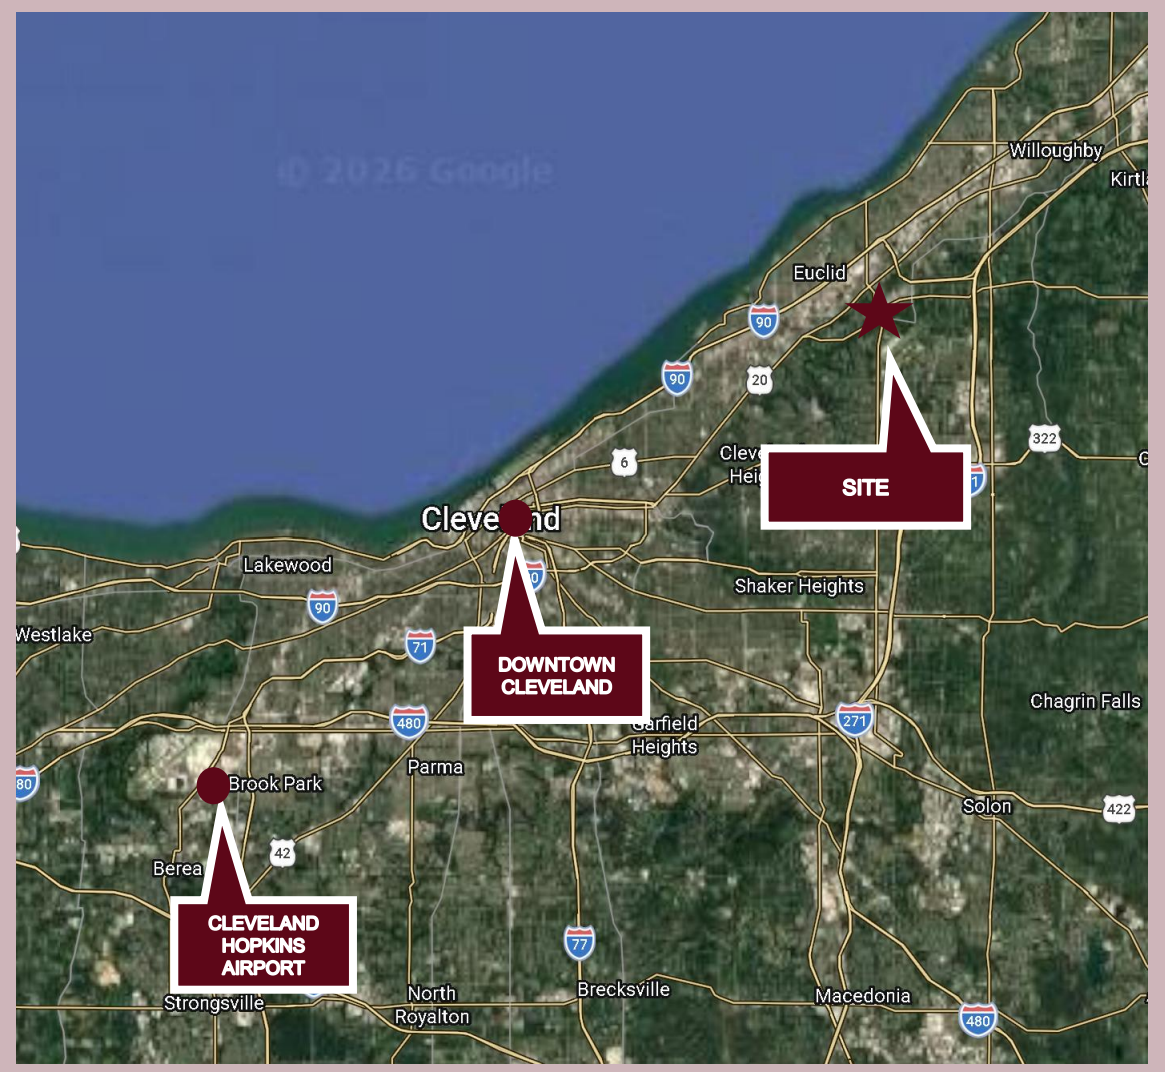 © 2026 Google
Willoughby
Euclid
90
90
20
322
6
SITE
Lakewood
90
Shaker Heights
Westlake
71
DOWNTOWN
CLEVELAND
Chagrin Falls
480
271
Garfield
Heights
Parma
Brook Park
80
Solon
422
42
Berea
CLEVELAND
HOPKINS
AIRPORT
77
Strongsville
North
Royalton
Brecksville
Macedonia
480